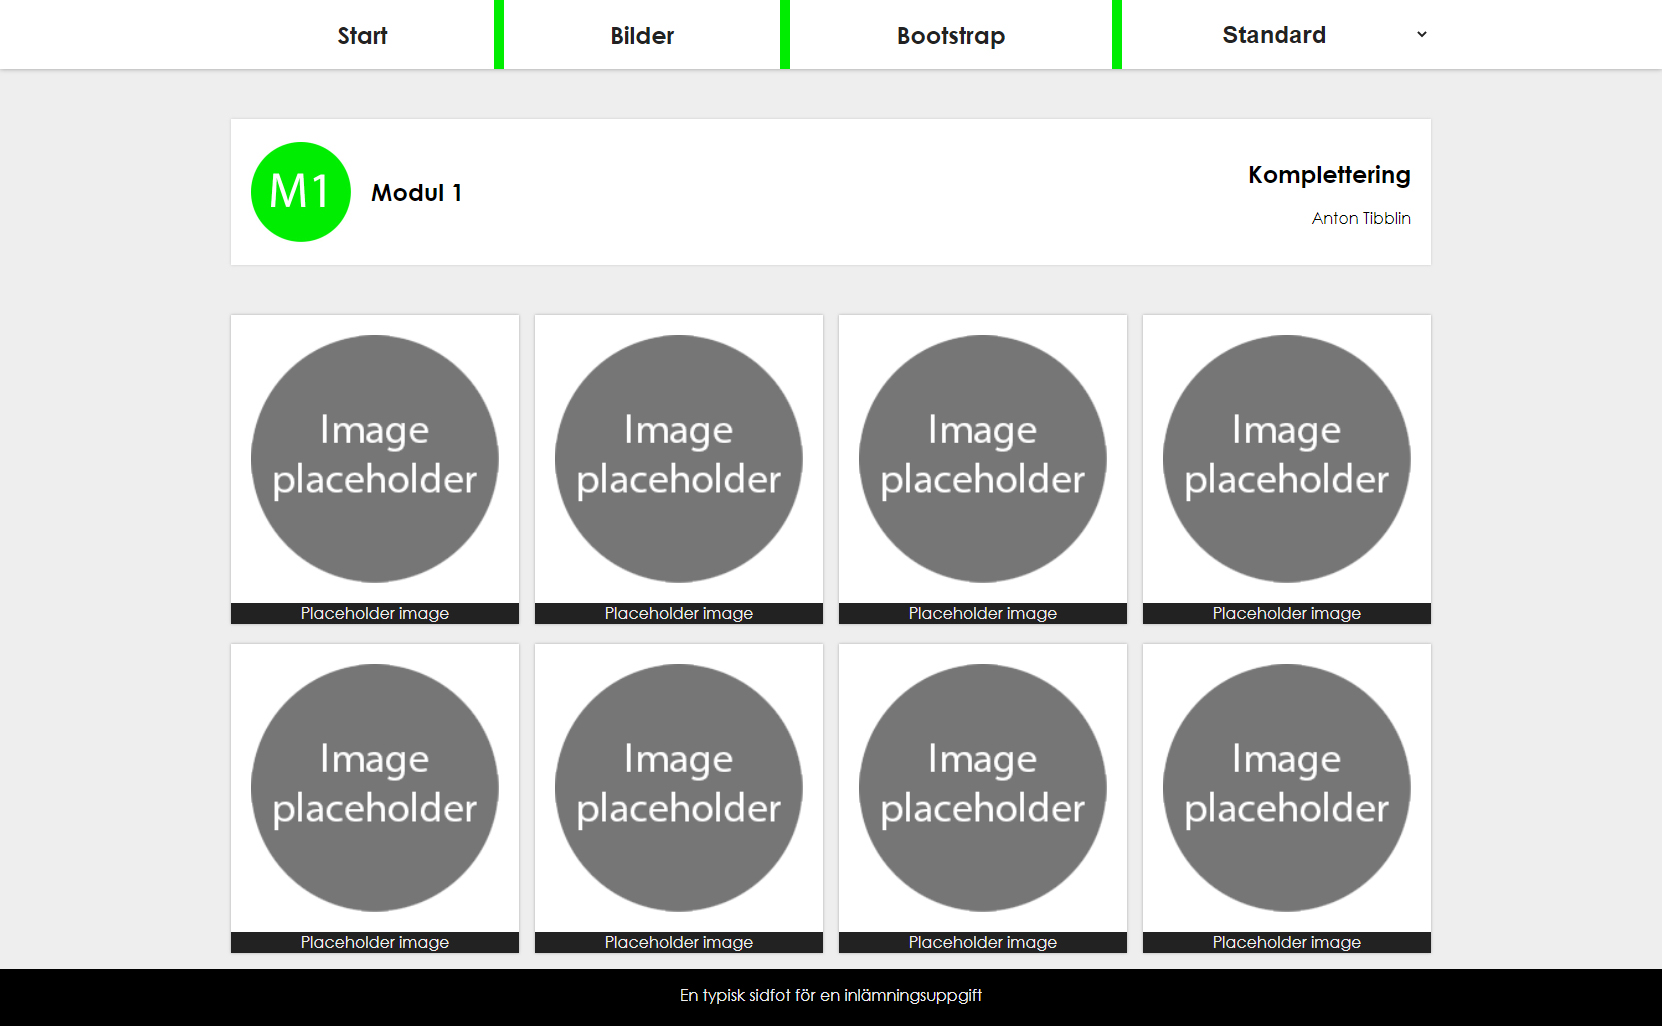 Start Bilder Bootstrap Standard
M1 Modul 1
Komplettering
Anton Tibblin
Image placeholder
Image placeholder
Image placeholder
Image placeholder
Placeholder image Placeholder image Placeholder image Placeholder image
Image placeholder
Image placeholder
Image placeholder
Image placeholder
Placeholder image Placeholder image Placeholder image Placeholder image
En typisk sidfot för en inlämningsuppgift